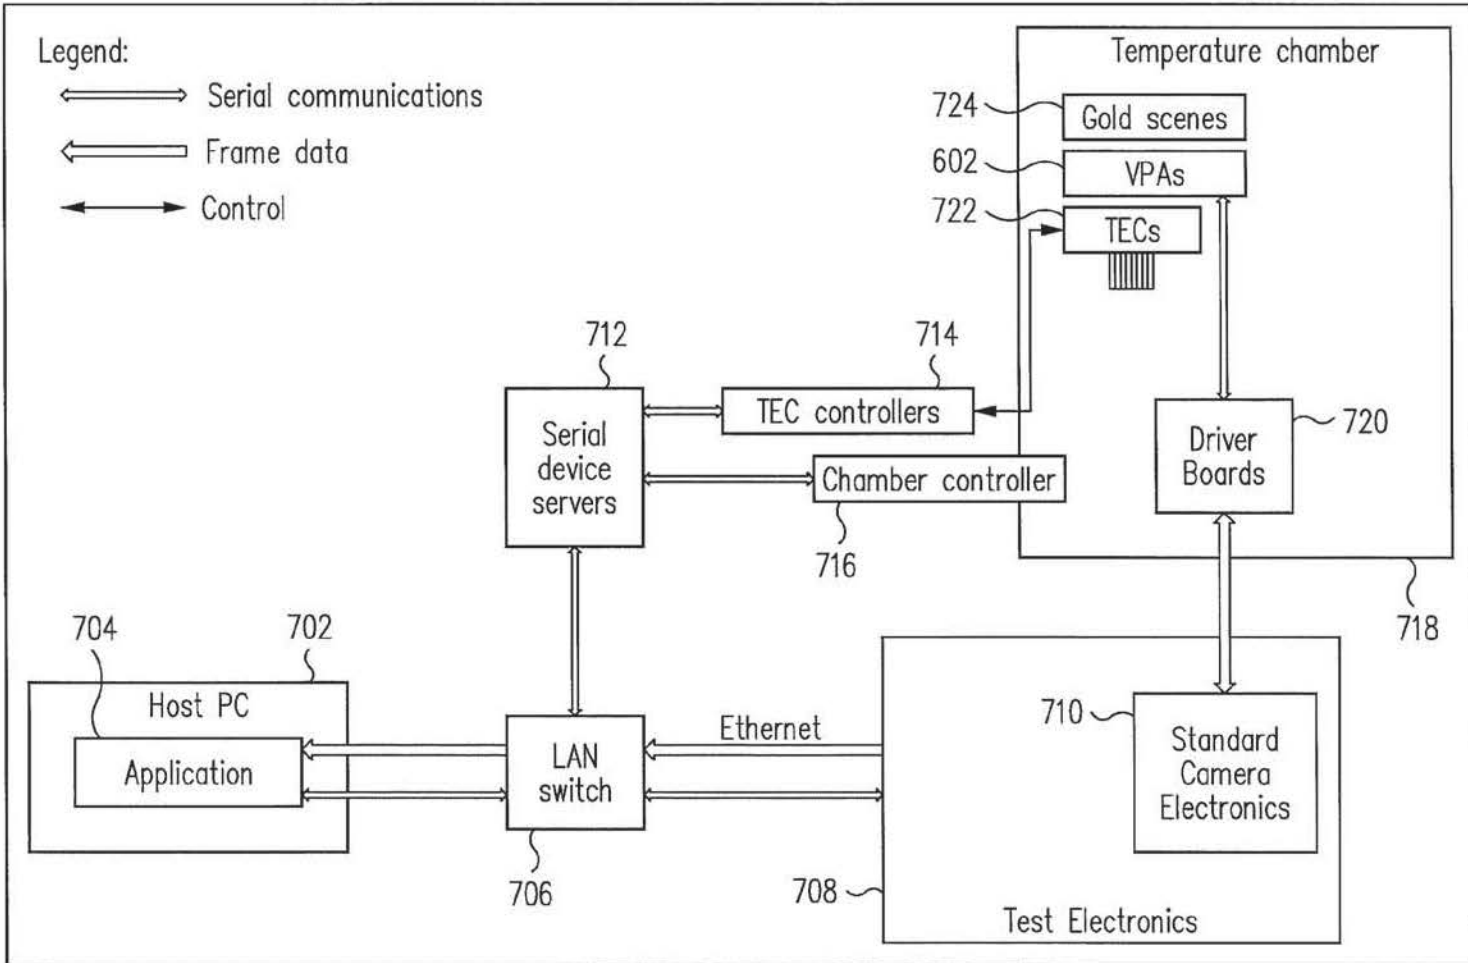 Legend:
Serial communications
Frame data
Control
Temperature chamber
724
Gold scenes
602
VPAs
722
TECs
712
714
Serial
device
servers
TEC controllers
Chamber controller
716
Driver
Boards
720
718
704
702
Host PC
Application
LAN
switch
706
Ethernet
710
Standard
Camera
Electronics
708
Test Electronics